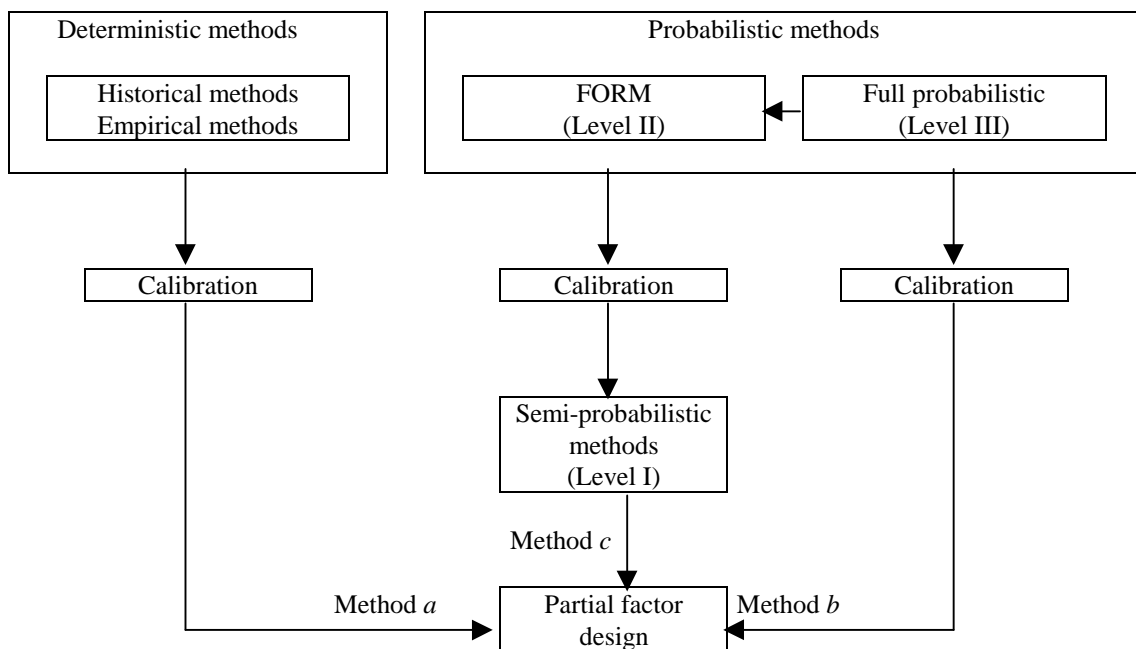 Deterministic methods
Probabilistic methods
Historical methods
Empirical methods
FORM
(Level II)
Full probabilistic
(Level III)
Calibration
Calibration
Calibration
Semi-probabilistic
methods
(Level I)
Method c
Method a
Partial factor
design
Method b